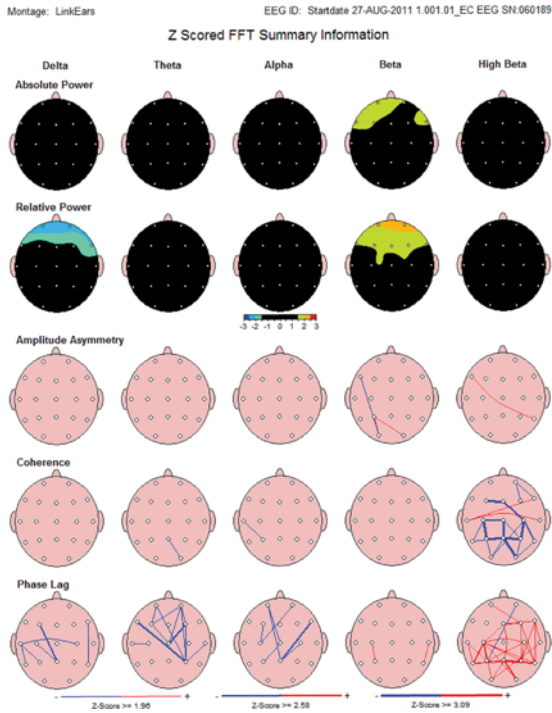 Montage: LinkEars EEG ID: Startdate 27-AUG-2011 1.001.01_EC EEG SN:060189
Z Scored FFT Summary Information
Delta Theta Alpha Beta High Beta
Absolute Power
Relative Power
-3 -2 -1 0 1 2 3
Amplitude Asymmetry
Coherence
Phase Lag
- + - + - +
Z-Score >= 1.96 Z-Score >= 2.58 Z-Score >= 3.09